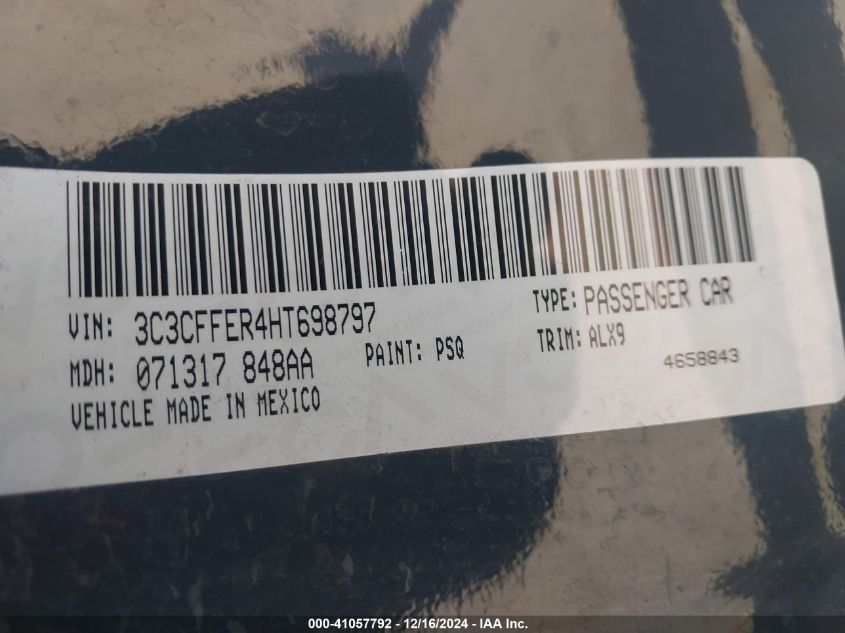 VIN: 3C3CFFER4HT698797 TYPE: PASSENGER CAR
MDH: 071317 848AA PAINT: PSQ TRIM: ALX9
VEHICLE MADE IN MEXICO 4658843
000-41057792 - 12/16/2024 - IAA Inc.